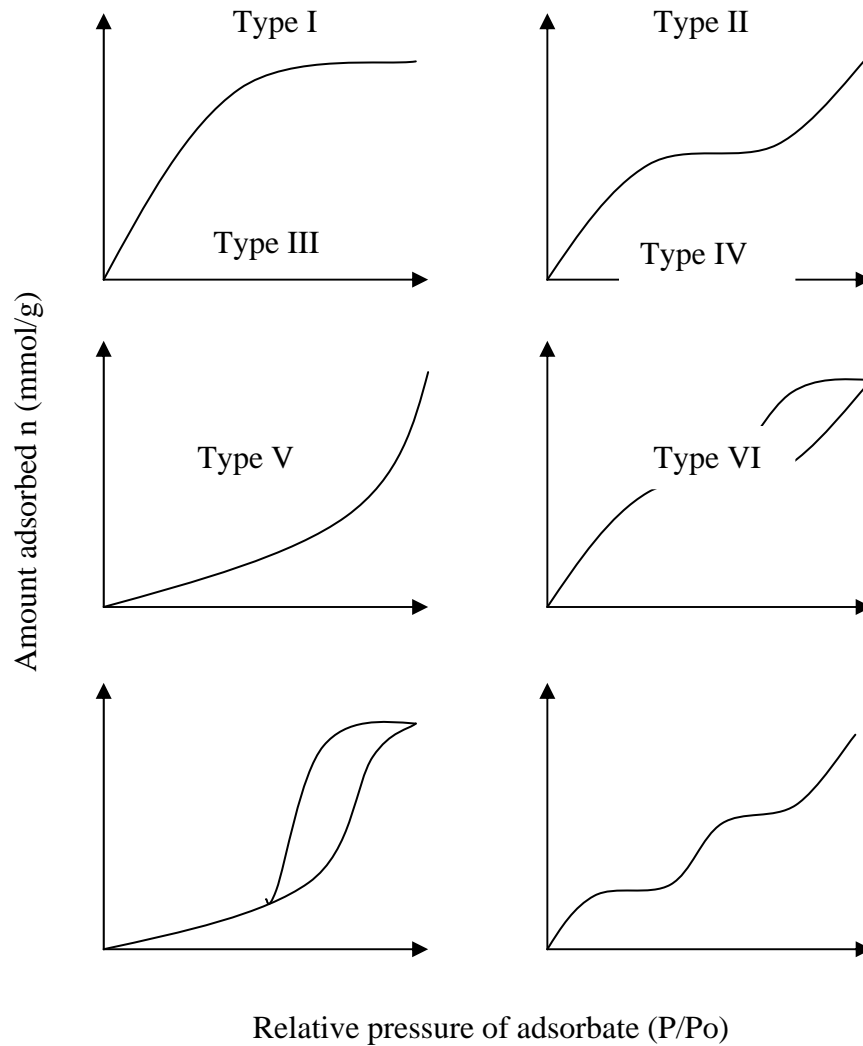 Type I
Type II
Type III
Type IV
Type V
Type VI
Amount adsorbed n (mmol/g)
Relative pressure of adsorbate (P/Po)